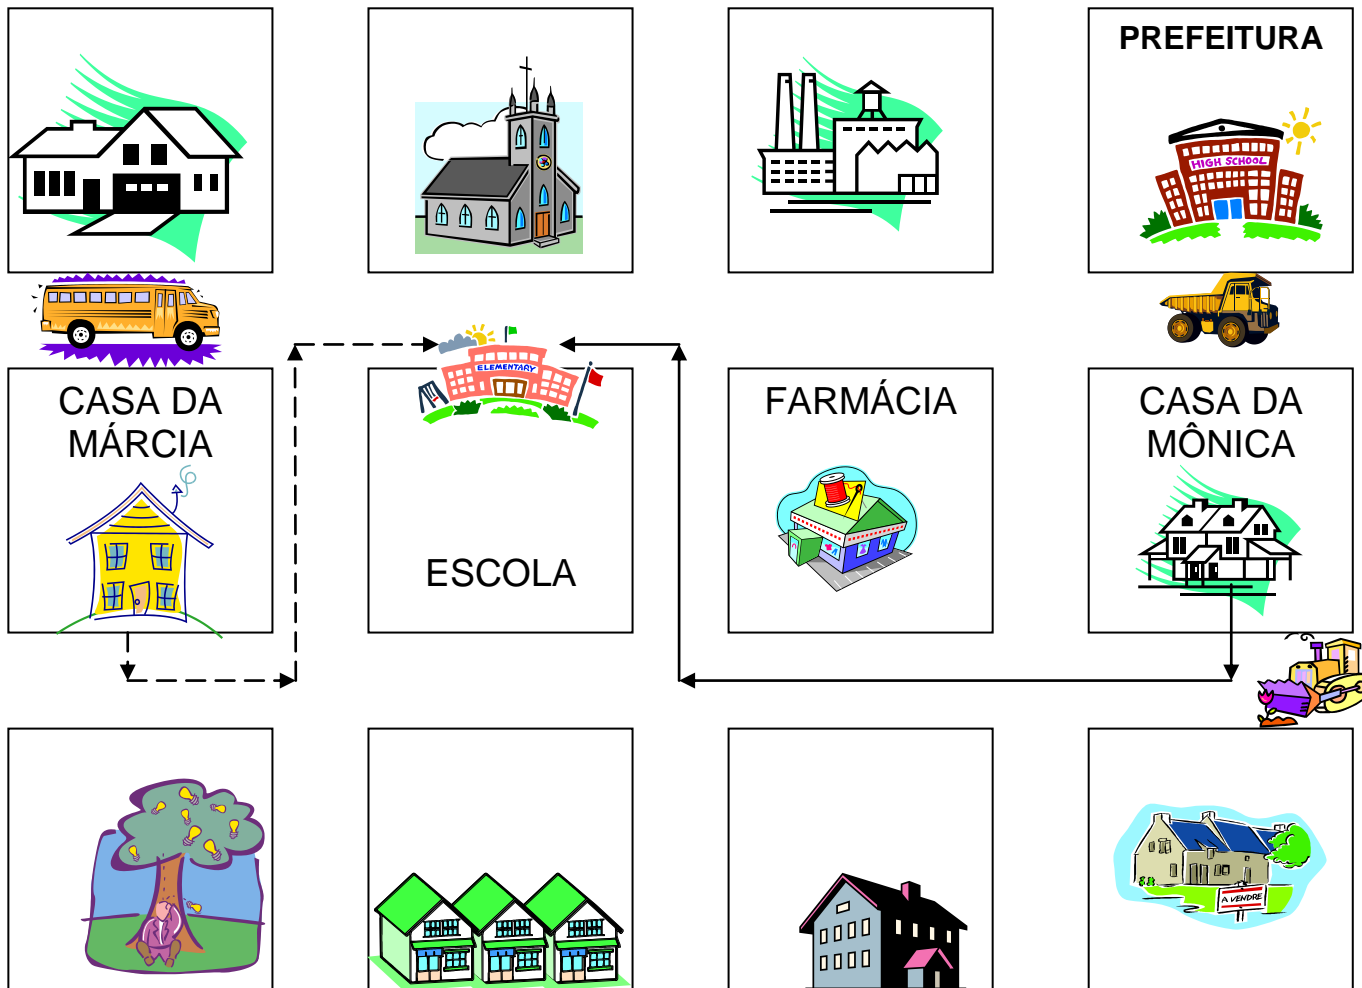 PREFEITURA
HIGH SCHOOL
ELEMENTARY
CASA DA
MÁRCIA
ESCOLA
FARMÁCIA
CASA DA
MÔNICA
A VENDRE